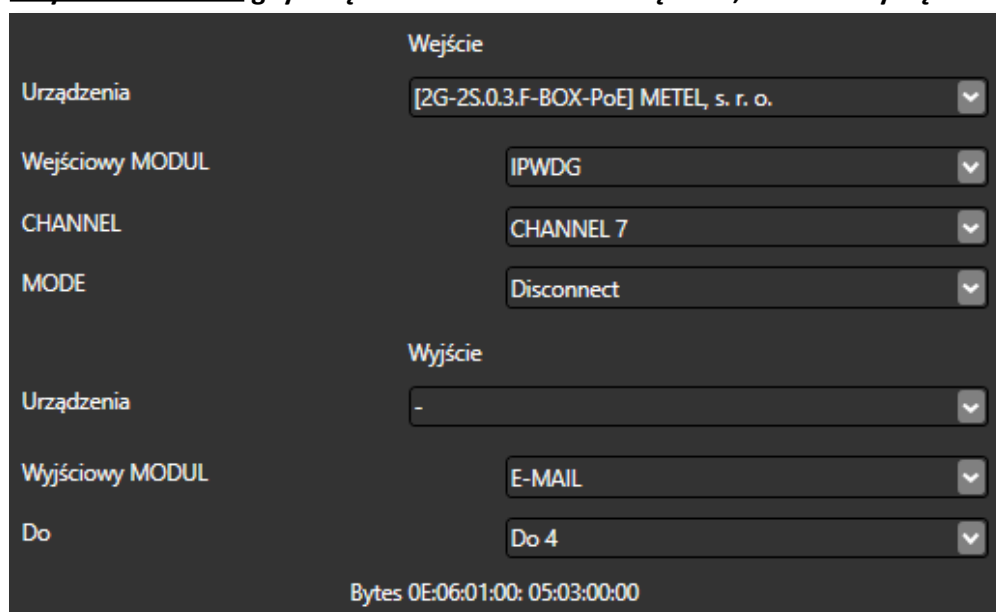 Wejście
Urządzenia [2G-2S.0.3.F-BOX-PoE] METEL, s. r. o.
Wejściowy MODUL IPWDG
CHANNEL CHANNEL 7
MODE Disconnect
Wyjście
Urządzenia -
Wyjściowy MODUL E-MAIL
Do Do 4
Bytes 0E:06:01:00: 05:03:00:00